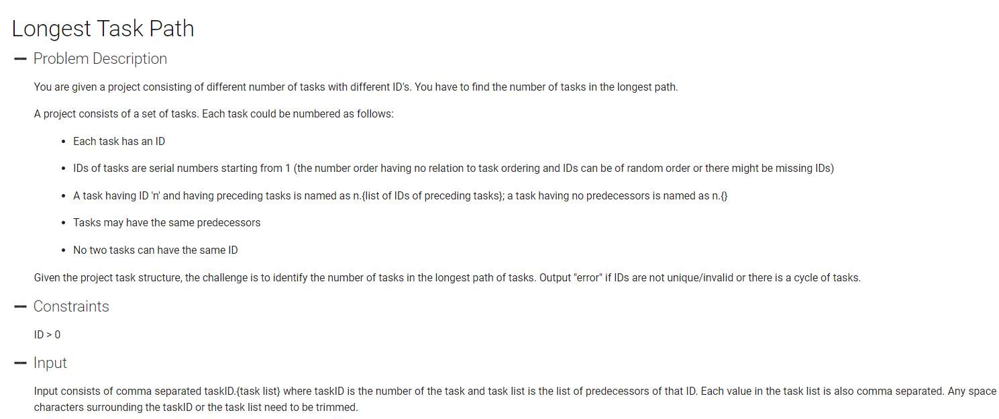 Longest Task Path
Problem Description
You are given a project consisting of different number of tasks with different ID's. You have to find the number of tasks in the longest path.
A project consists of a set of tasks. Each task could be numbered as follows:
• Each task has an ID
• IDs of tasks are serial numbers starting from 1 (the number order having no relation to task ordering and IDs can be of random order or there might be missing IDs)
• A task having ID 'n' and having preceding tasks is named as n.{list of IDs of preceding tasks}; a task having no predecessors is named as n.{}
• Tasks may have the same predecessors
• No two tasks can have the same ID
Given the project task structure, the challenge is to identify the number of tasks in the longest path of tasks. Output "error" if IDs are not unique/invalid or there is a cycle of tasks.
Constraints
ID > 0
Input
Input consists of comma separated taskID.{task list} where taskID is the number of the task and task list is the list of predecessors of that ID. Each value in the task list is also comma separated. Any space
characters surrounding the taskID or the task list need to be trimmed.